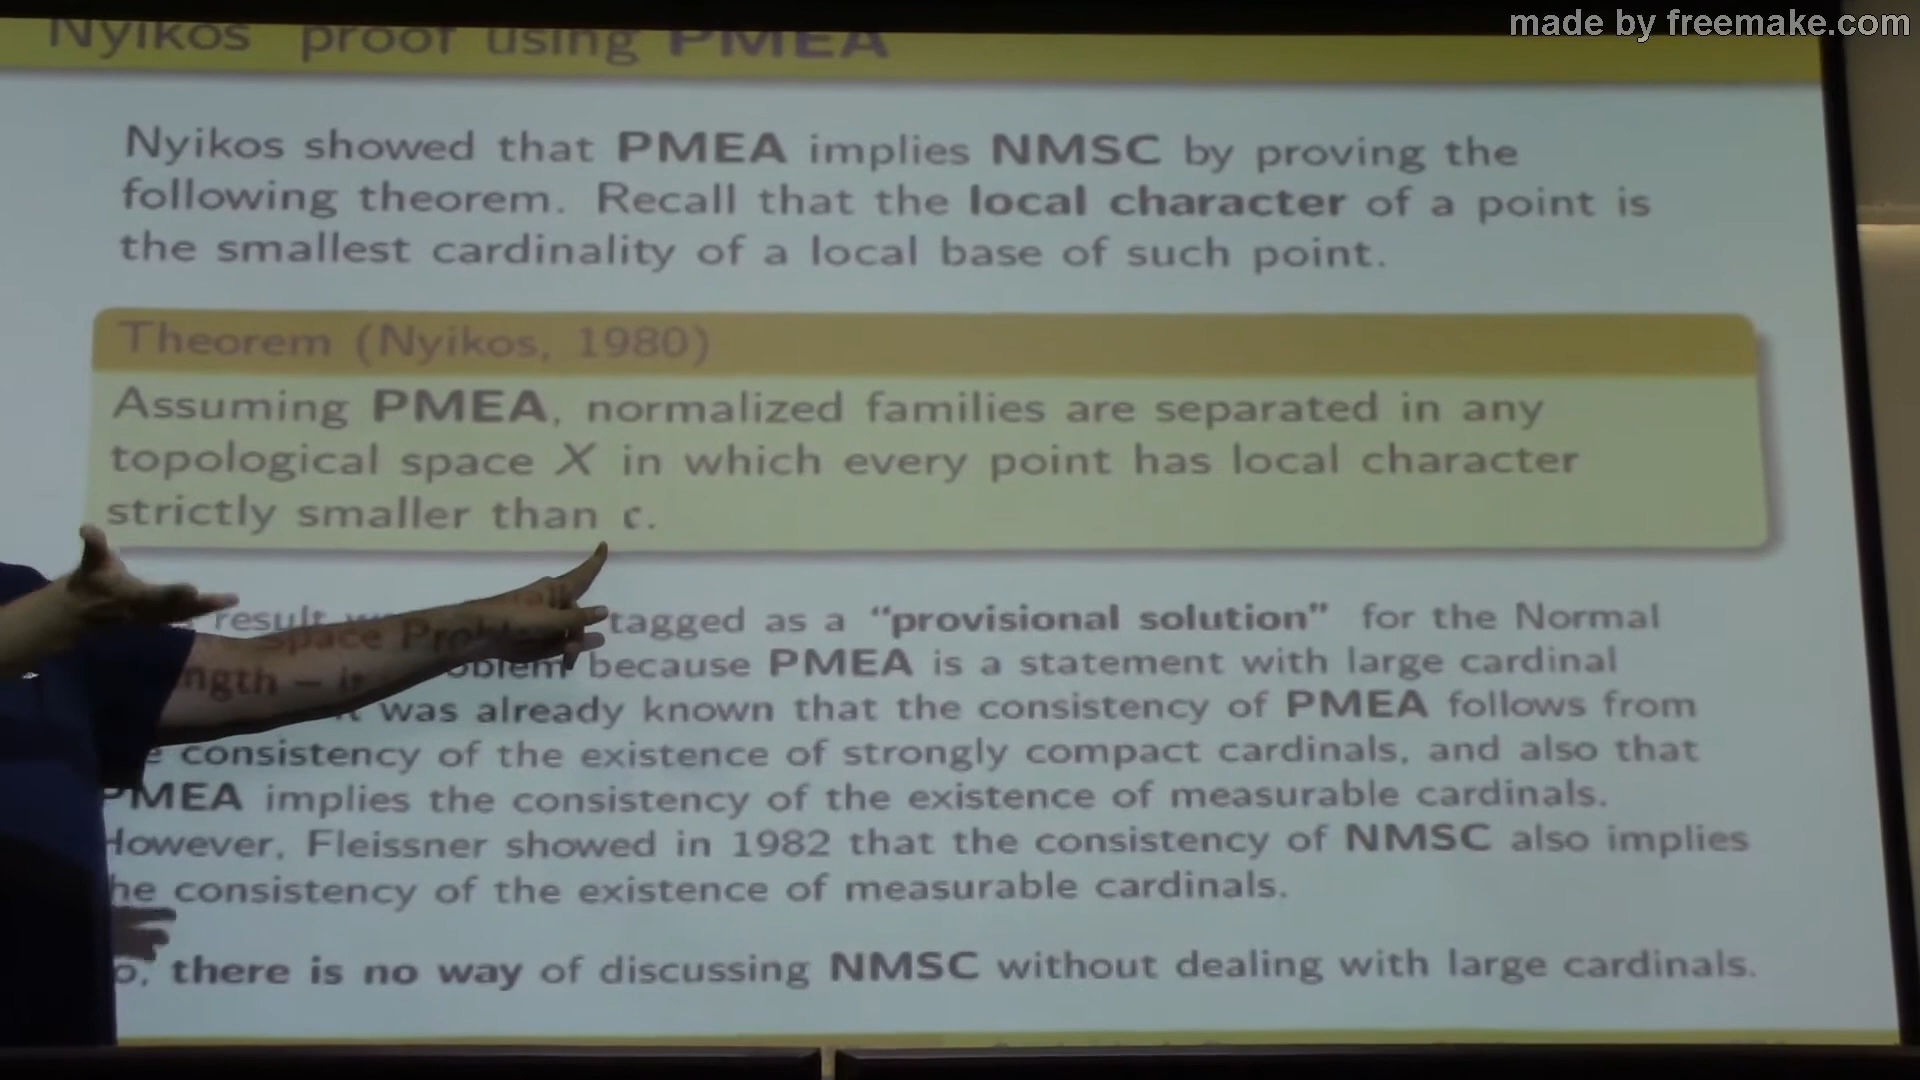 made by freemake.com
Nyikos' proof using PMEA
Nyikos showed that PMEA implies NMSC by proving the
following theorem. Recall that the local character of a point is
the smallest cardinality of a local base of such point.
Theorem (Nyikos, 1980)
Assuming PMEA, normalized families are separated in any
topological space X in which every point has local character
strictly smaller than c.
result tagged as a “provisional solution” for the Normal
Space because PMEA is a statement with large cardinal
was already known that the consistency of PMEA follows from
consistency of the existence of strongly compact cardinals, and also that
PMEA implies the consistency of the existence of measurable cardinals.
However, Fleissner showed in 1982 that the consistency of NMSC also implies
the consistency of the existence of measurable cardinals.
So, there is no way of discussing NMSC without dealing with large cardinals.